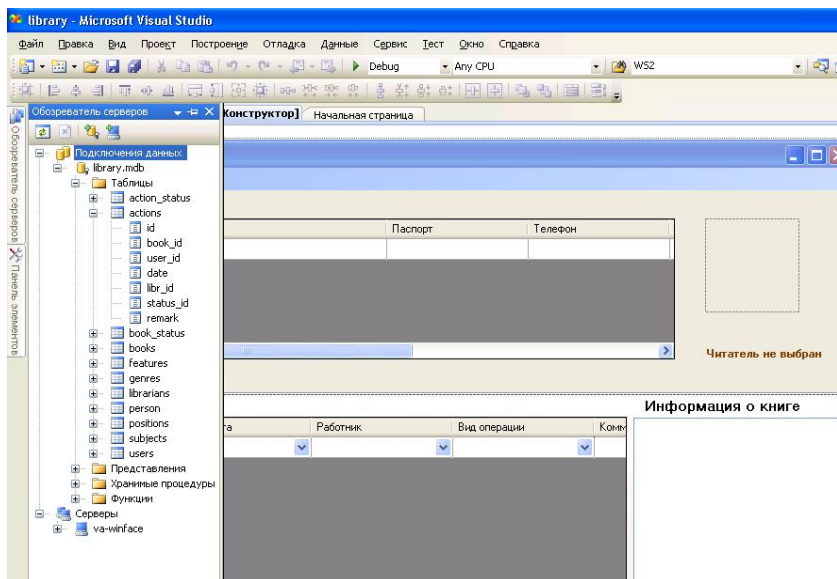 library - Microsoft Visual Studio
Файл Правка Вид Проект Построение Отладка Данные Сервис Тест Окно Справка
Debug Any CPU WS2
Обозреватель серверов
Конструктор] Начальная страница
Обозреватель серверов
Панель элементов
Подключения данных
library.mdb
Таблицы
action_status
actions
id
book_id
user_id
date
libr_id
status_id
remark
book_status
books
features
genres
librarians
person
positions
subjects
users
Представления
Хранимые процедуры
Функции
Серверы
va-winface
Паспорт Телефон
Читатель не выбран
Информация о книге
та Работник Вид операции Комм